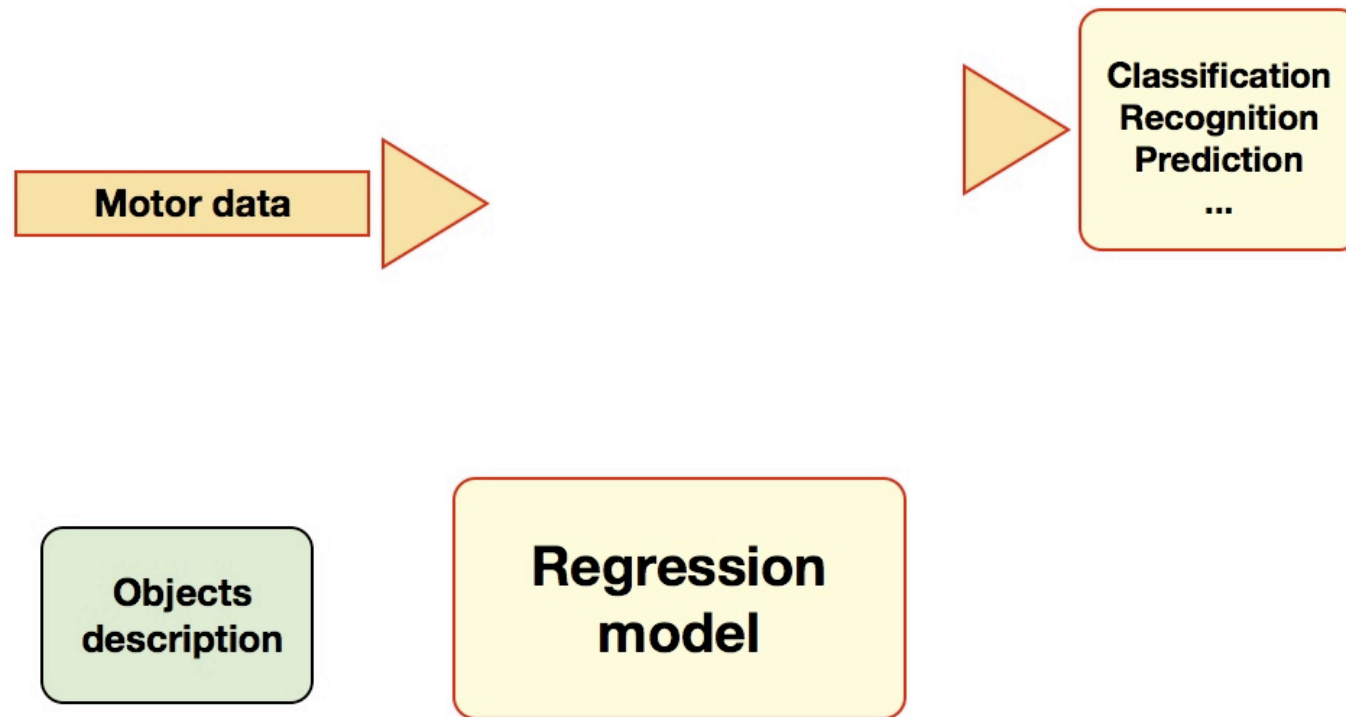 Classification
Recognition
Prediction
...
Motor data
Regression
model
Objects
description